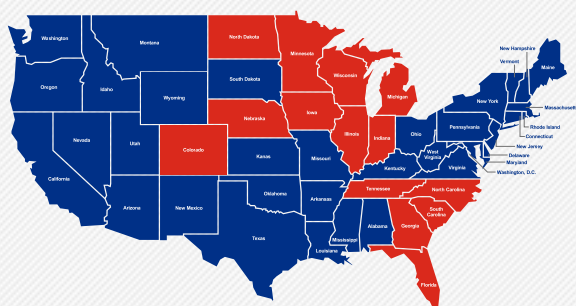 Washington
Montana
North Dakota
Minnesota
New Hampshire
Vermont
Maine
Oregon
Idaho
Wyoming
South Dakota
Wisconsin
Michigan
New York
Massachusett
Rhode Island
Connecticut
New Jersey
Delaware
Maryland
Washington, D.C.
Nevada
Utah
Colorado
Nebraska
Iowa
Illinois
Indiana
Ohio
Pennsylvania
West
Virginia
Virginia
California
Kanas
Missouri
Kentucky
Arizona
New Mexico
Oklahoma
Arkansas
Tennessee
North Carolina
South
Carolina
Texas
Louisiana
Mississippi
Alabama
Georgia
Florida